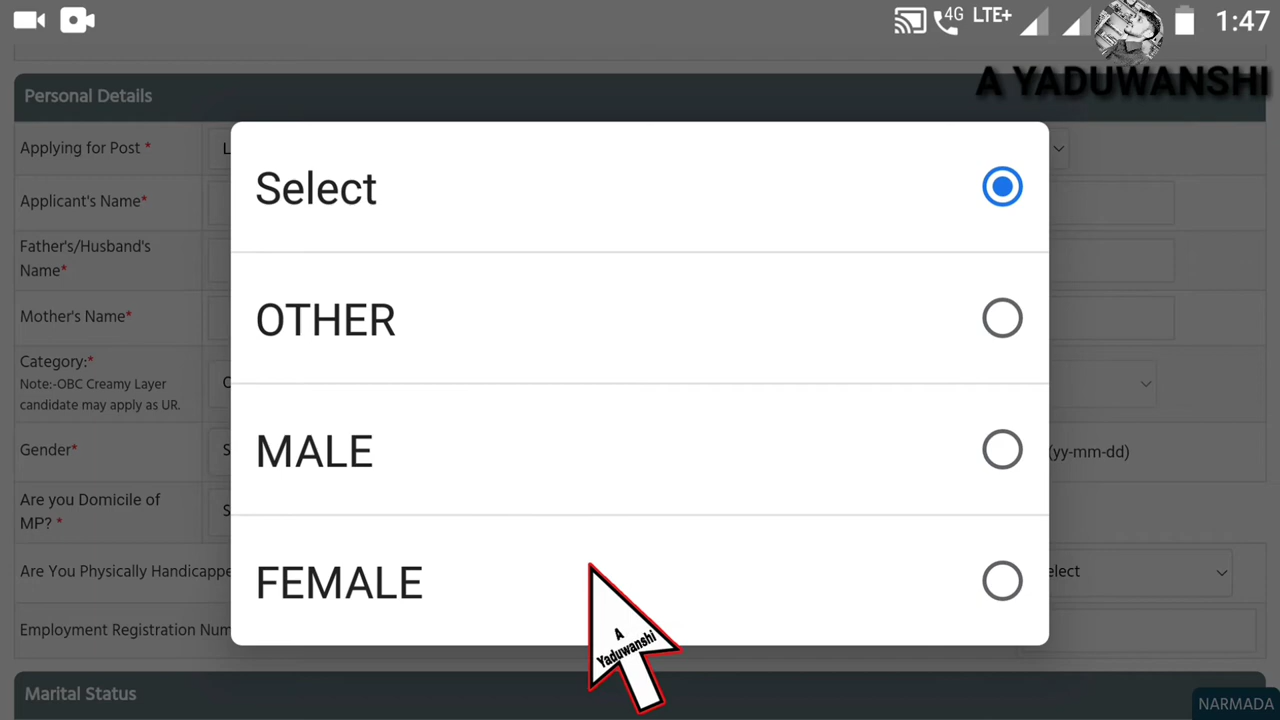 4G LTE+ 1:47
A YADUWANSHI
Personal Details
Applying for Post *
Select
Applicant's Name*
Father's/Husband's
Name*
OTHER
Mother's Name*
Category:*
Note:-OBC Creamy Layer
candidate may apply as UR.
MALE
Gender*
(yy-mm-dd)
Are you Domicile of
MP? *
Are You Physically Handicappe
elect
FEMALE
Employment Registration Num
A
Yaduwanshi
Marital Status
NARMADA